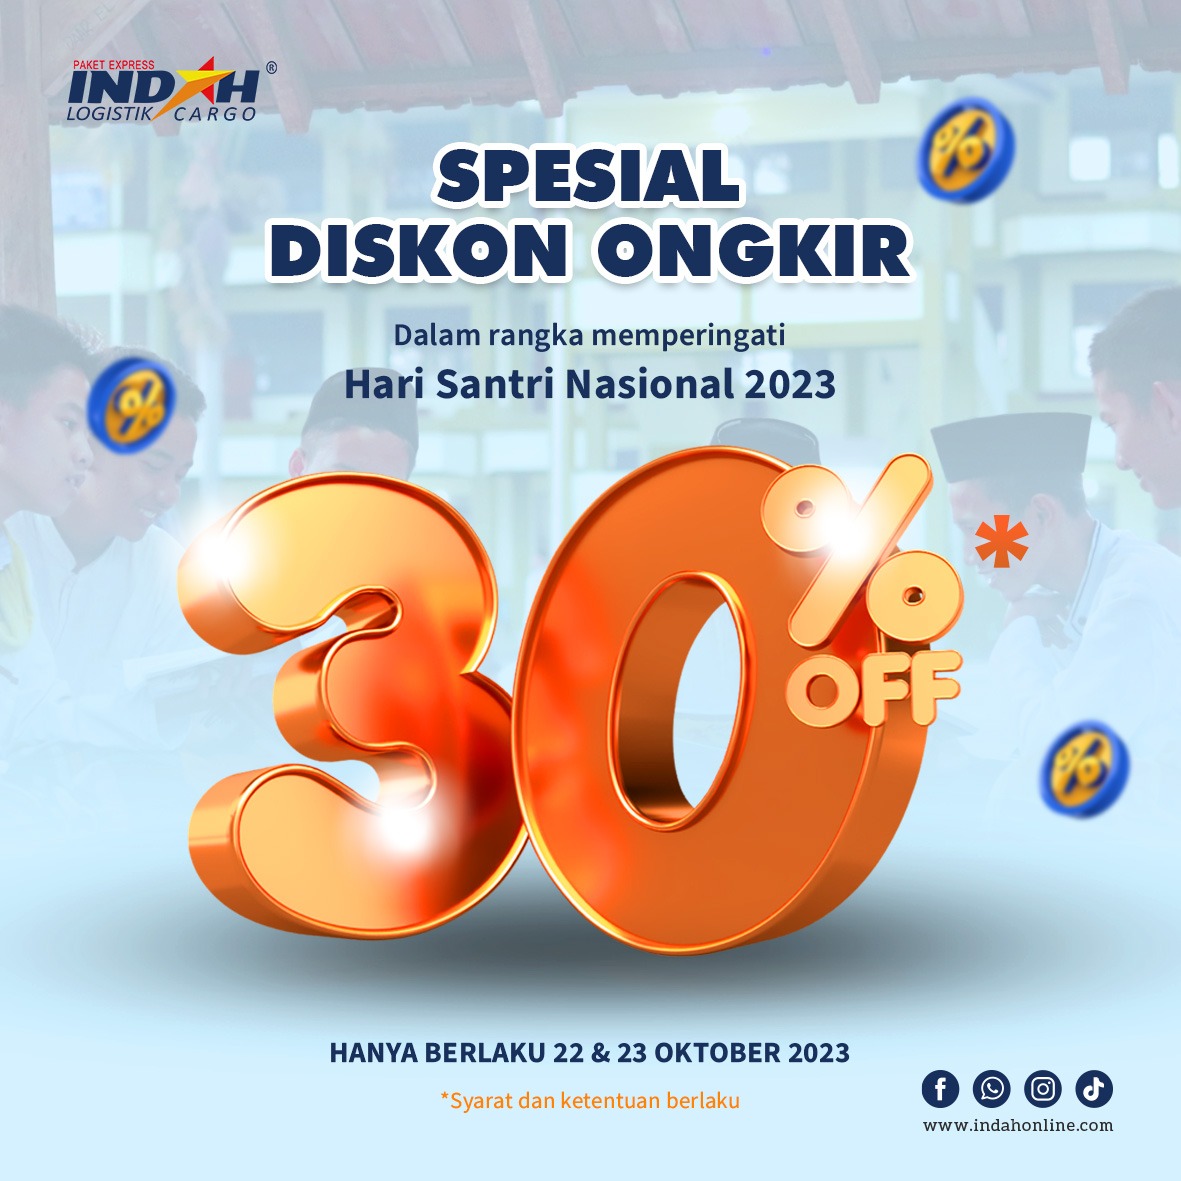 PAKET EXPRESS
INDAH®
LOGISTIK CARGO
SPESIAL
DISKON ONGKIR
Dalam rangka memperingati
Hari Santri Nasional 2023
30%*
OFF
HANYA BERLAKU 22 & 23 OKTOBER 2023
*Syarat dan ketentuan berlaku
www.indahonline.com